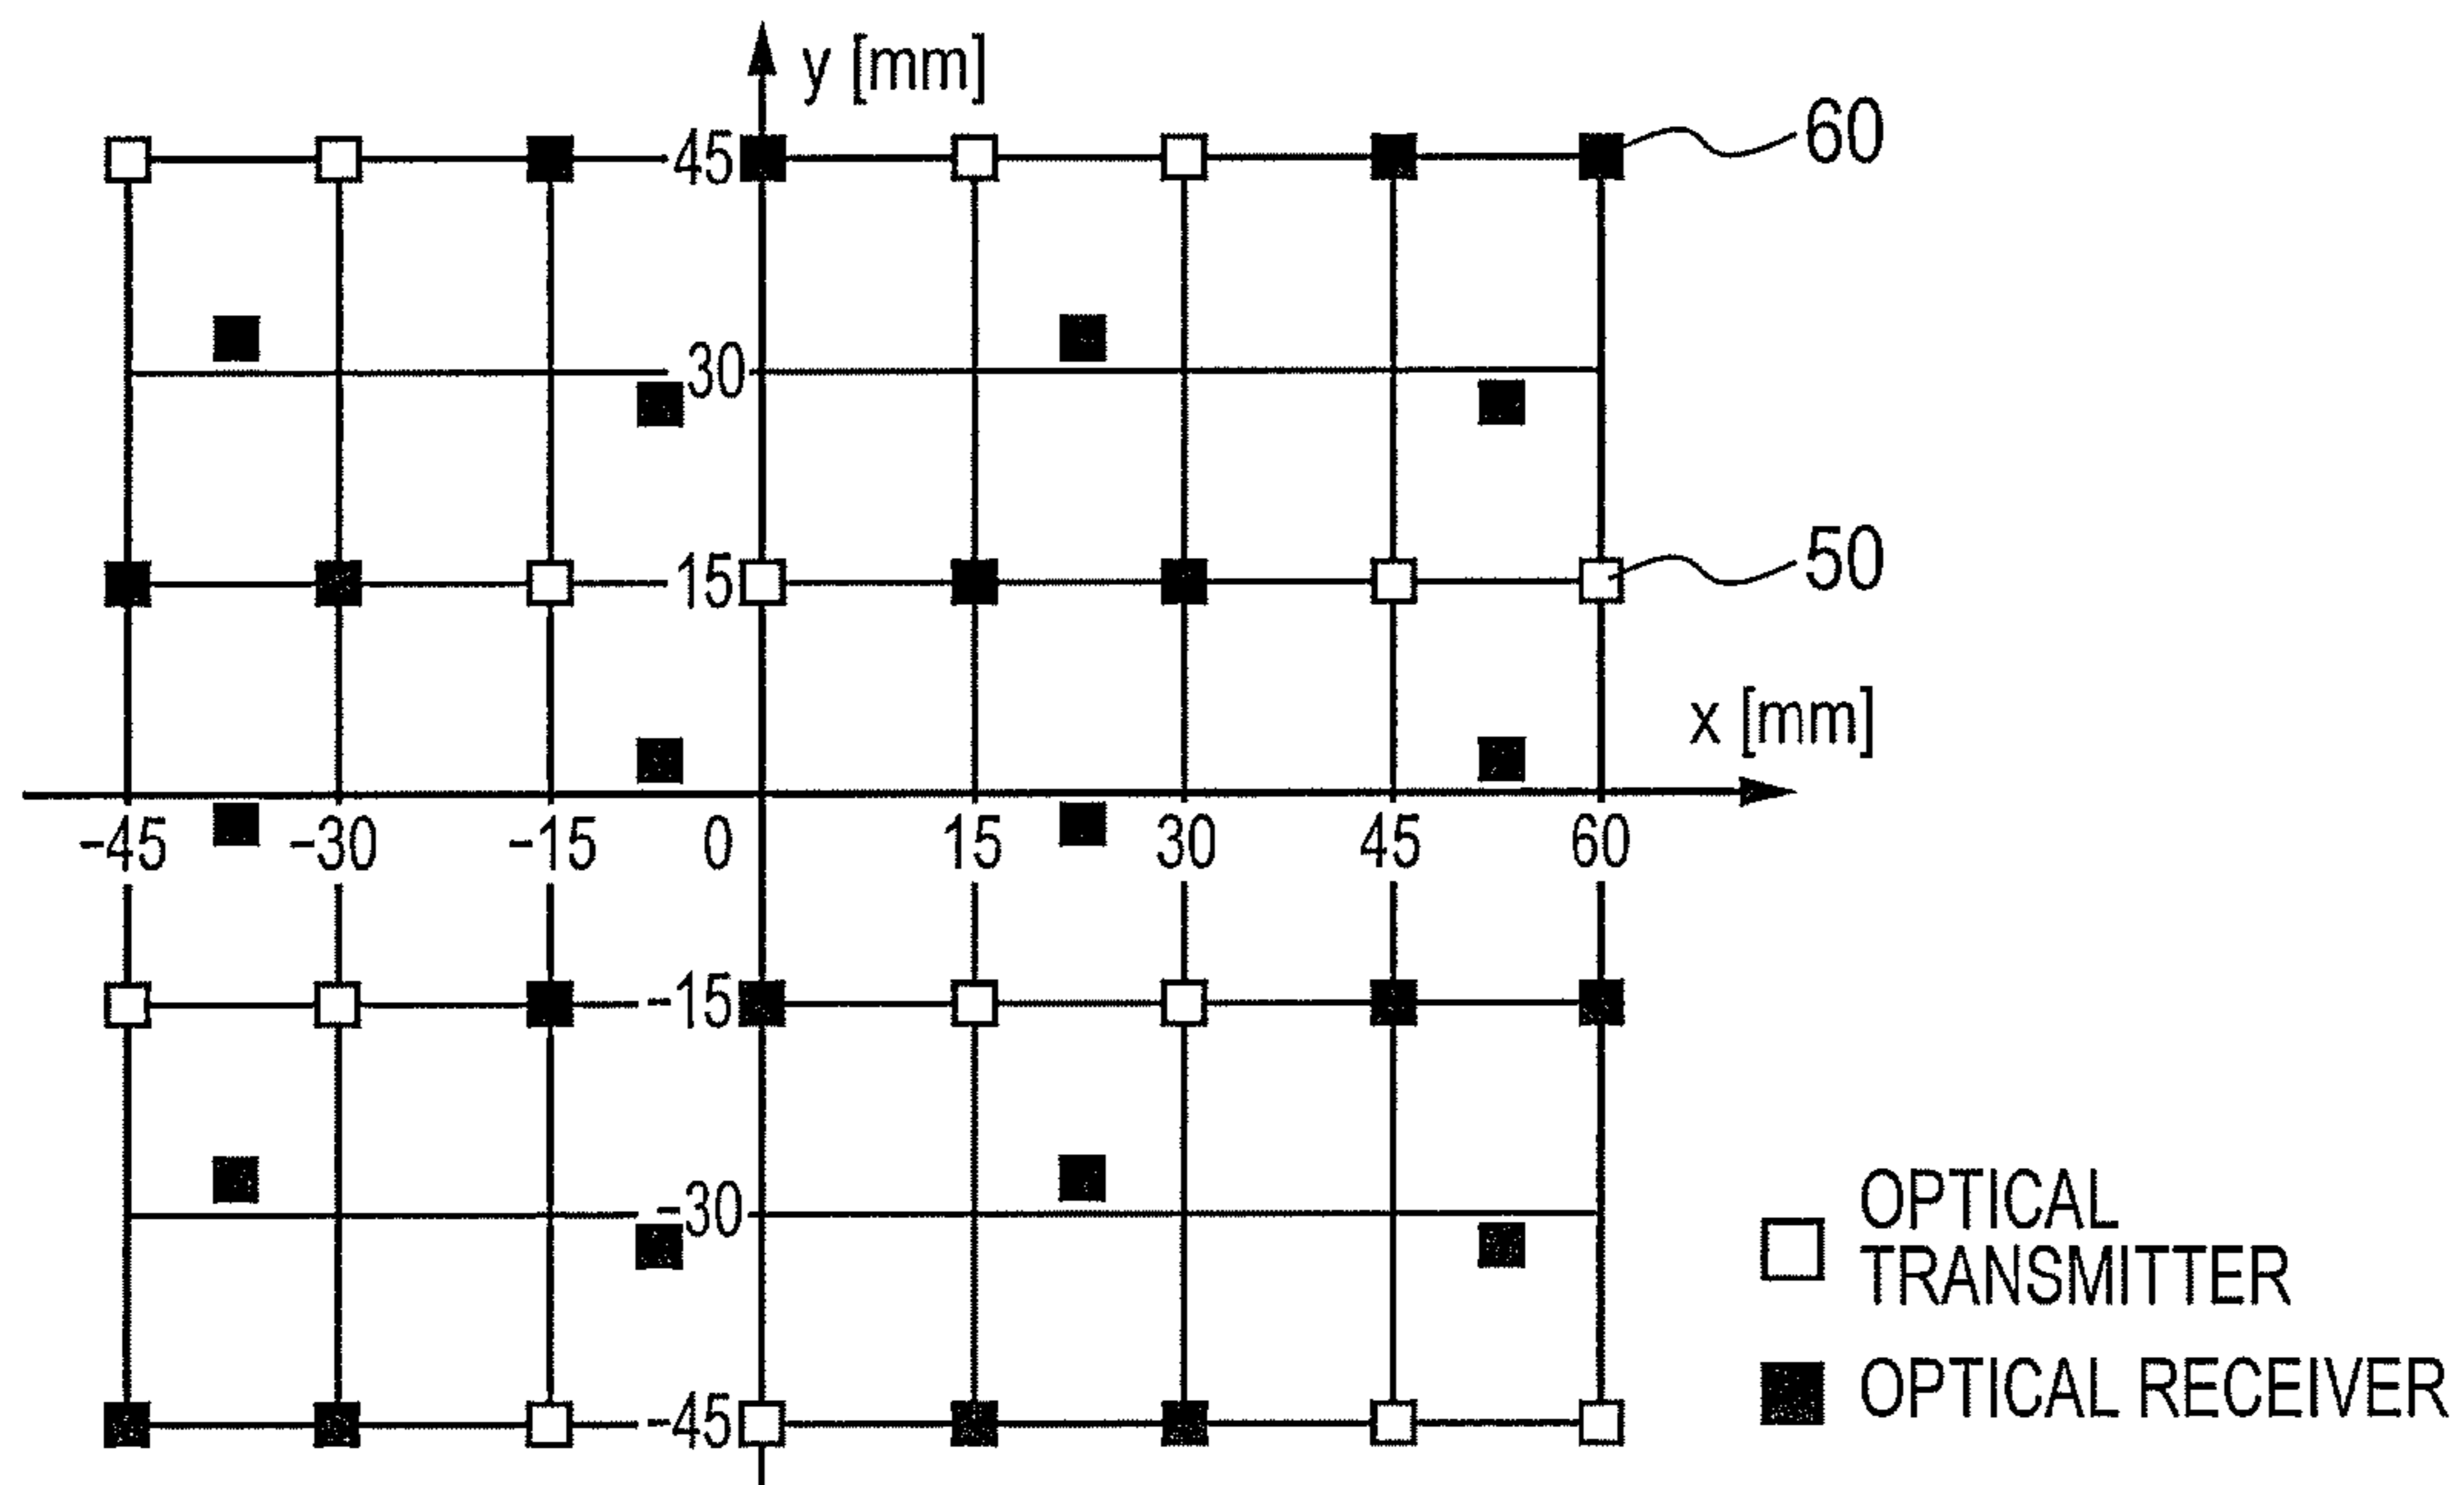 y [mm]
60
45
30
50
15
x [mm]
-45 -30 -15 0 15 30 45 60
-15
-30
-45
OPTICAL
TRANSMITTER
OPTICAL RECEIVER